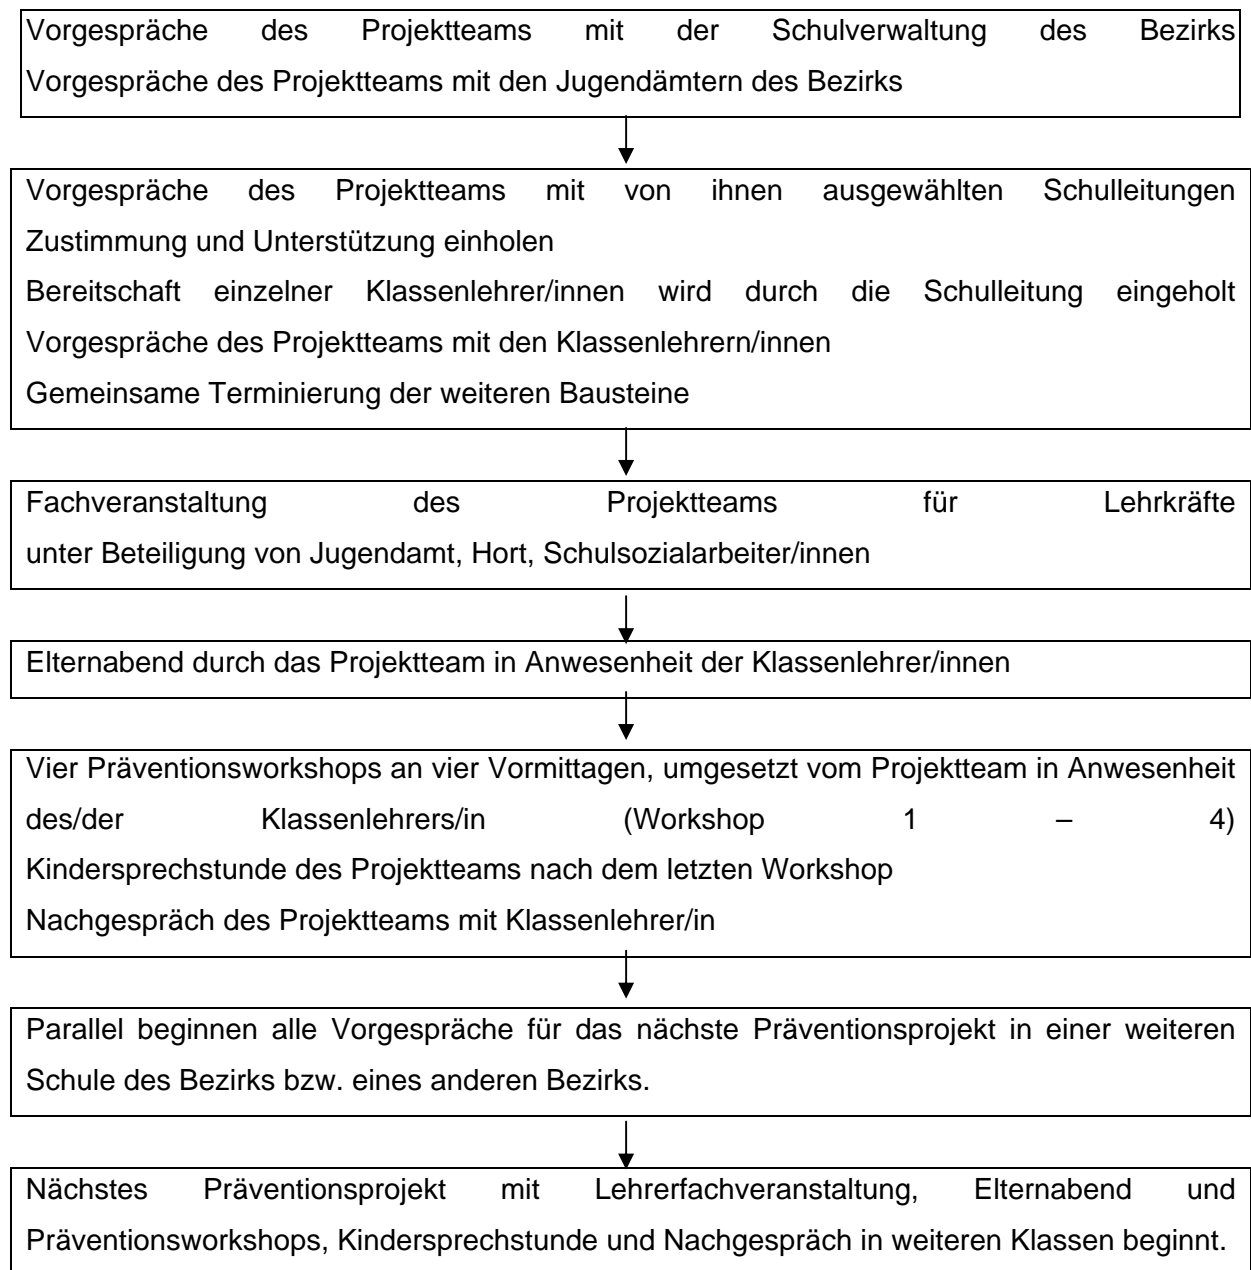 Vorgespräche des Projektteams mit der Schulverwaltung des Bezirks
Vorgespräche des Projektteams mit den Jugendämtern des Bezirks
Vorgespräche des Projektteams mit von ihnen ausgewählten Schulleitungen
Zustimmung und Unterstützung einholen
Bereitschaft einzelner Klassenlehrer/innen wird durch die Schulleitung eingeholt
Vorgespräche des Projektteams mit den Klassenlehrern/innen
Gemeinsame Terminierung der weiteren Bausteine
Fachveranstaltung des Projektteams für Lehrkräfte
unter Beteiligung von Jugendamt, Hort, Schulsozialarbeiter/innen
Elternabend durch das Projektteam in Anwesenheit der Klassenlehrer/innen
Vier Präventionsworkshops an vier Vormittagen, umgesetzt vom Projektteam in Anwesenheit
des/der Klassenlehrers/in (Workshop 1 – 4)
Kindersprechstunde des Projektteams nach dem letzten Workshop
Nachgespräch des Projektteams mit Klassenlehrer/in
Parallel beginnen alle Vorgespräche für das nächste Präventionsprojekt in einer weiteren
Schule des Bezirks bzw. eines anderen Bezirks.
Nächstes Präventionsprojekt mit Lehrerfachveranstaltung, Elternabend und
Präventionsworkshops, Kindersprechstunde und Nachgespräch in weiteren Klassen beginnt.